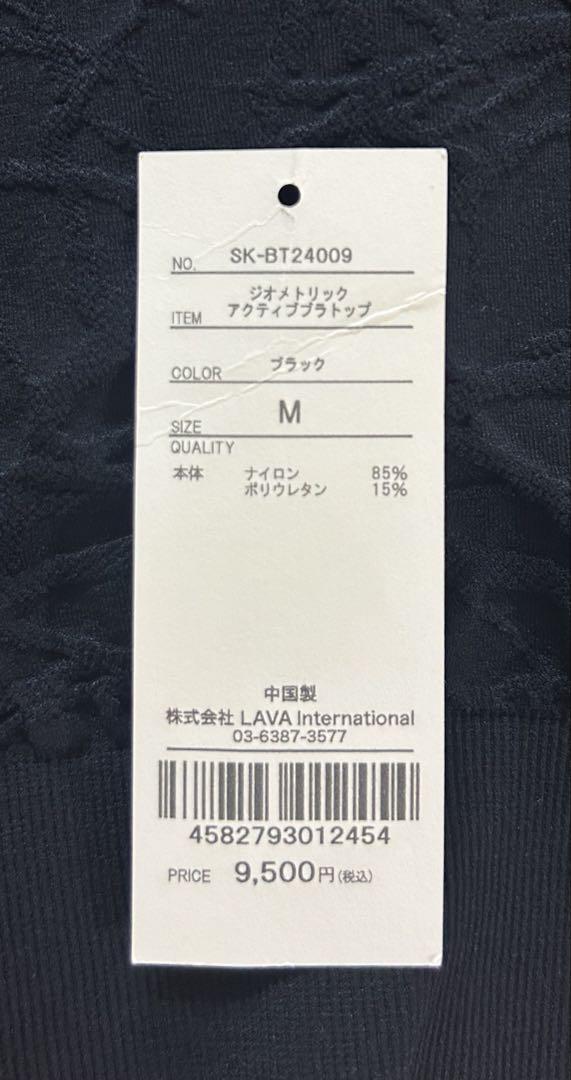 NO. SK-BT24009
ジオメトリック
ITEM アクティブブラトップ
COLOR ブラック
SIZE M
QUALITY
本体 ナイロン 85%
ポリウレタン 15%
中国製
株式会社 LAVA International
03-6387-3577
4582793012454
PRICE 9,500円(税込)